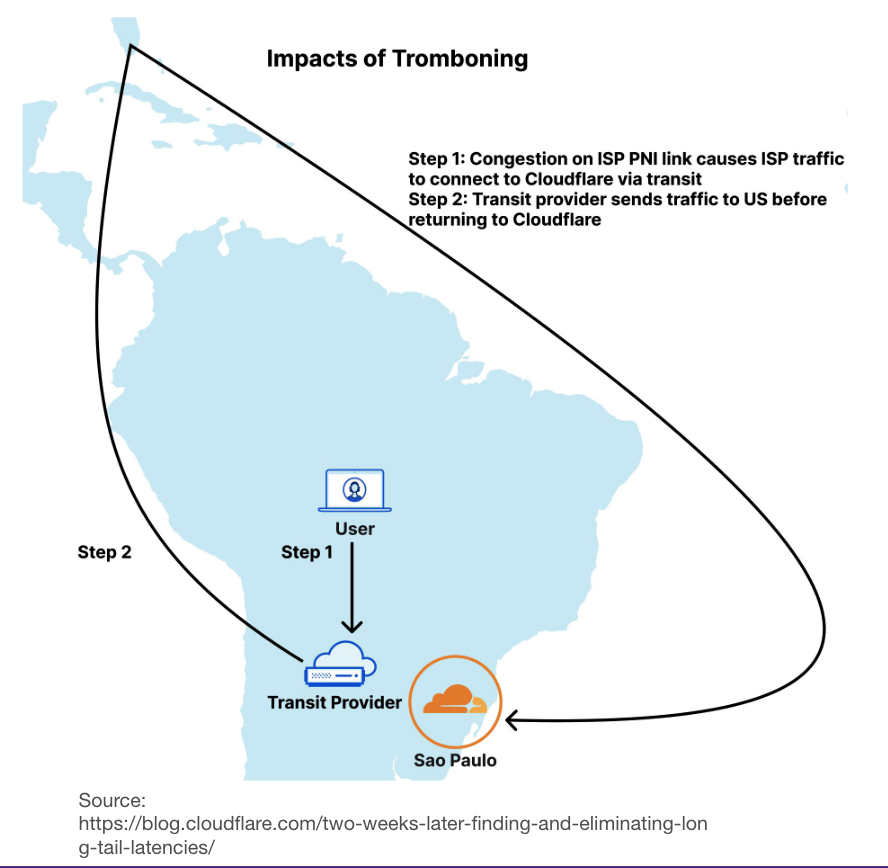 Impacts of Tromboning
Step 1: Congestion on ISP PNI link causes ISP traffic
to connect to Cloudflare via transit
Step 2: Transit provider sends traffic to US before
returning to Cloudflare
User
Step 2
Step 1
Transit Provider
Sao Paulo
Source:
https://blog.cloudflare.com/two-weeks-later-finding-and-eliminating-lon
g-tail-latencies/